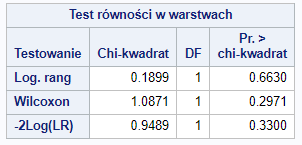 Test równości w warstwach
Testowanie Chi-kwadrat DF Pr. > chi-kwadrat
Log. rang 0.1899 1 0.6630
Wilcoxon 1.0871 1 0.2971
-2Log(LR) 0.9489 1 0.3300